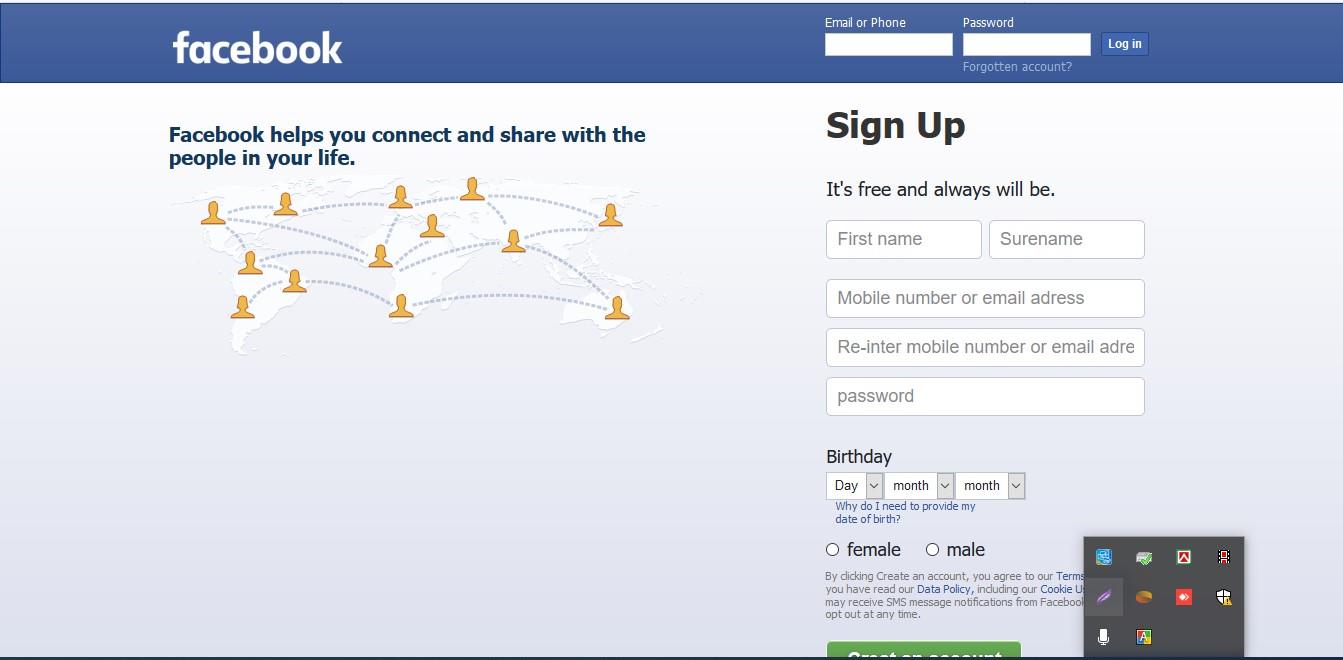 facebook
Email or Phone
Password
Log in
Forgotten account?
Facebook helps you connect and share with the
people in your life.
Sign Up
It's free and always will be.
First name
Surename
Mobile number or email adress
Re-inter mobile number or email adre
password
Birthday
Day
month
month
Why do I need to provide my
date of birth?
female
male
By clicking Create an account, you agree to our Terms
you have read our Data Policy, including our Cookie U
may receive SMS message notifications from Facebook
opt out at any time.
Creat an account
A